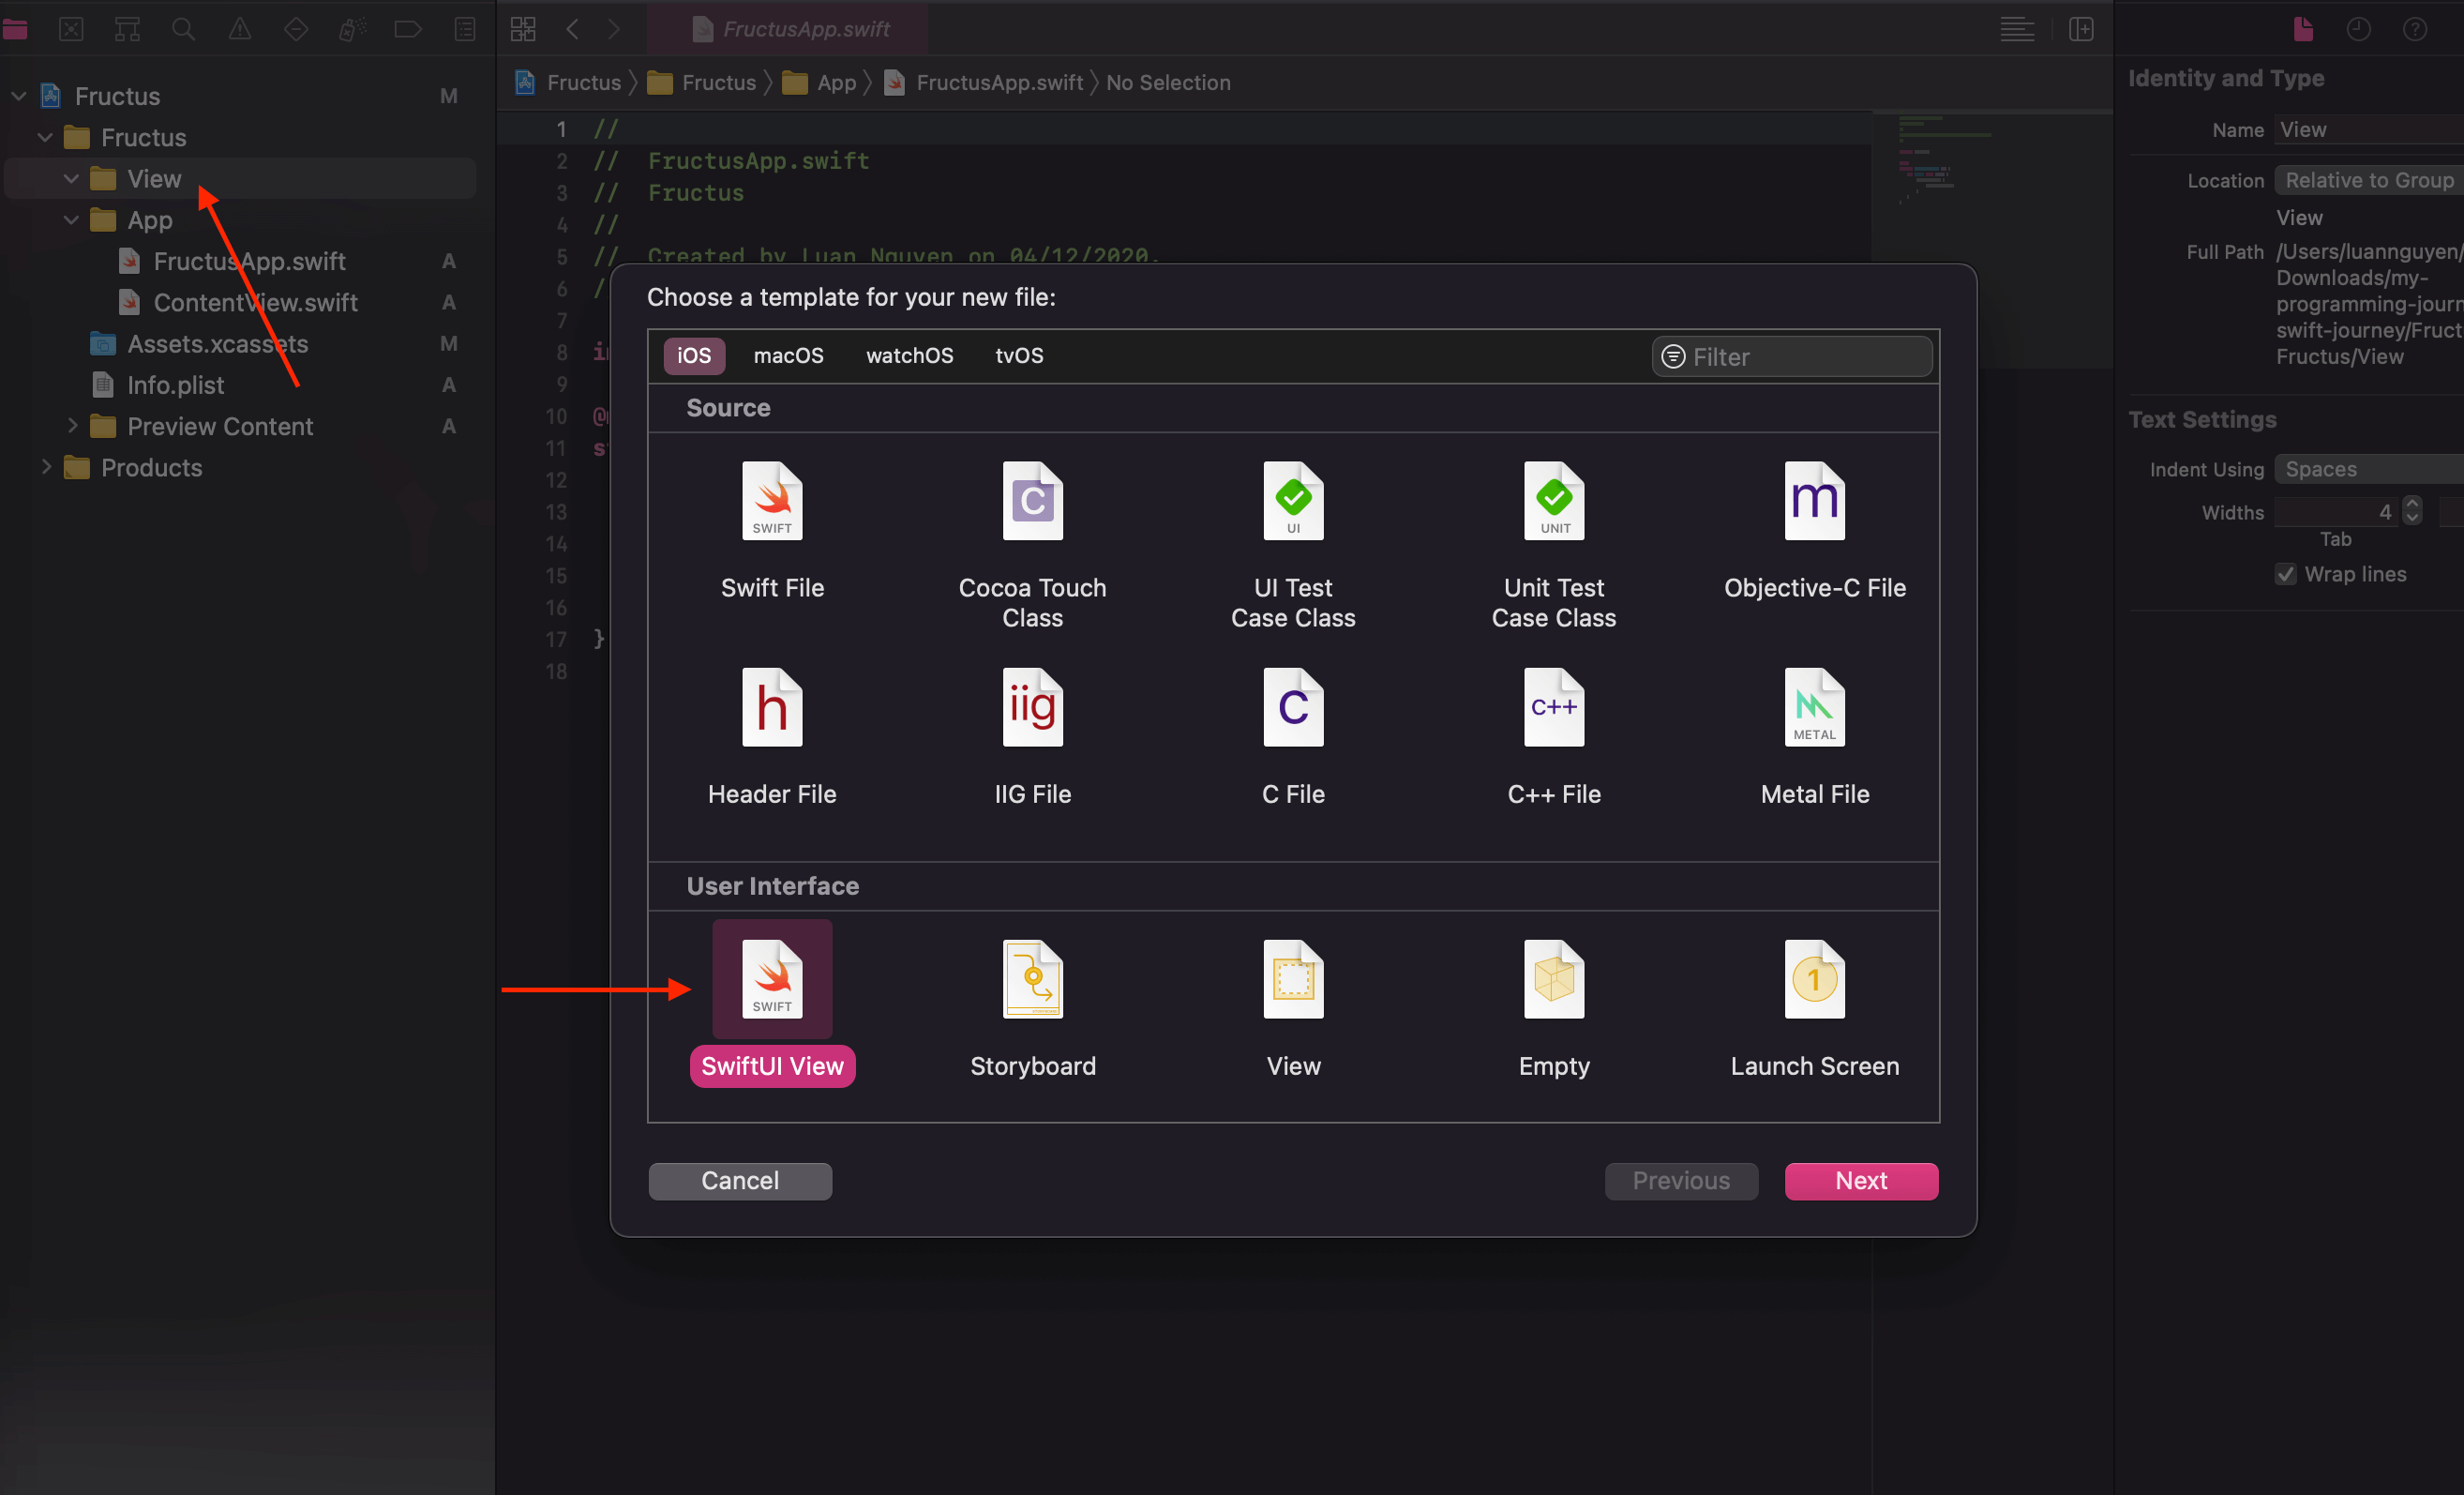 FructusApp.swift
Fructus
Fructus
App
FructusApp.swift
No Selection
Fructus M
Fructus
View
App
FructusApp.swift A
ContentView.swift A
Assets.xcassets M
Info.plist A
Preview Content A
Products
1 //
2 //  FructusApp.swift
3 //  Fructus
4 //
5 //  Created by Luan Nguyen on 04/12/2020.
6 /
7
8
9
10 @
11
12
13
14
15
16
17 }
18
Choose a template for your new file:
iOS macOS watchOS tvOS Filter
Source
SWIFT C UI UNIT m
Swift File
Cocoa Touch Class
UI Test Case Class
Unit Test Case Class
Objective-C File
h iig C C++ METAL
Header File
IIG File
C File
C++ File
Metal File
User Interface
SWIFT 1
SwiftUI View
Storyboard
View
Empty
Launch Screen
Cancel Previous Next
Identity and Type
Name View
Location Relative to Group
View
Full Path /Users/luannguyen/
Downloads/my-
programming-journ
swift-journey/Fruct
Fructus/View
Text Settings
Indent Using Spaces
Widths 4
Tab
Wrap lines